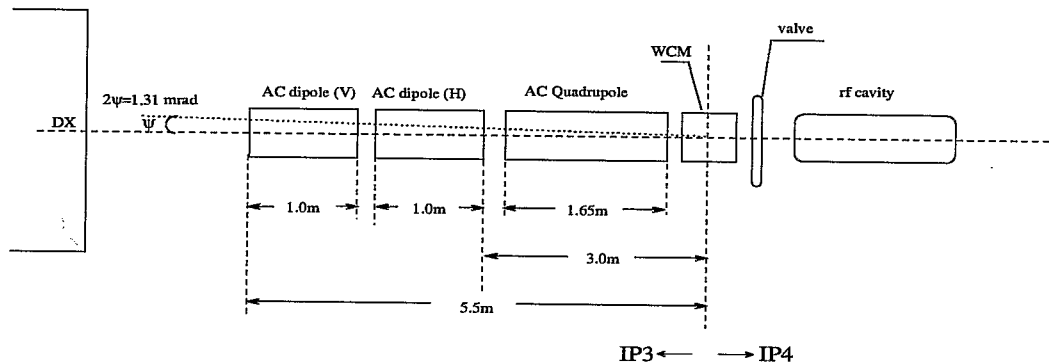 valve
WCM
AC dipole (V) AC dipole (H) AC Quadrupole rf cavity
2ψ=1.31 mrad
DX ψ
1.0m 1.0m 1.65m
3.0m
5.5m
IP3 IP4